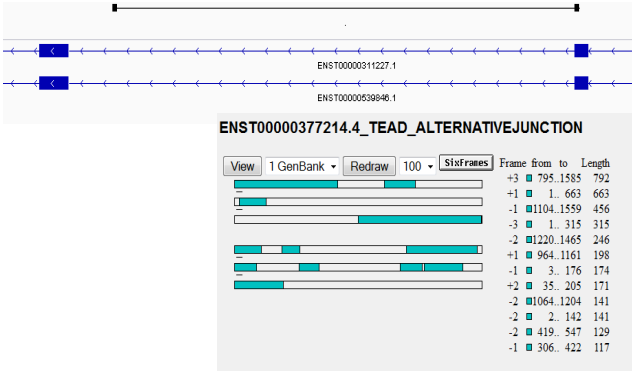 ENST00000311227.1
ENST00000539846.1
ENST00000377214.4_TEAD_ALTERNATIVEJUNCTION
View 1 GenBank Redraw 100 SixFrames
Frame from to Length
+3 795..1585 792
+1 1.. 663 663
-1 1104..1559 456
-3 1.. 315 315
-2 1220..1465 246
+1 964..1161 198
-1 3.. 176 174
+2 35.. 205 171
-2 1064..1204 141
-2 2.. 142 141
-2 419.. 547 129
-1 306.. 422 117